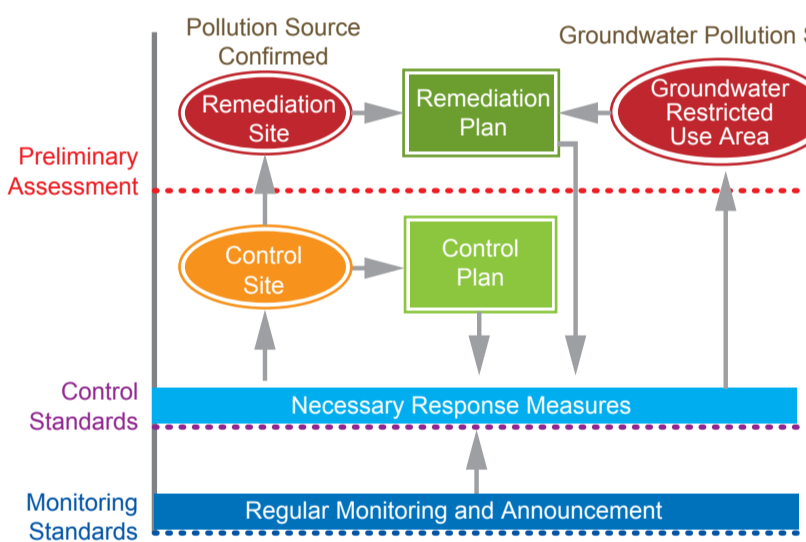 Pollution Source
Confirmed
Groundwater Pollution
Remediation
Site
Remediation
Plan
Groundwater
Restricted
Use Area
Preliminary
Assessment
Control
Site
Control
Plan
Control
Standards
Necessary Response Measures
Monitoring
Standards
Regular Monitoring and Announcement